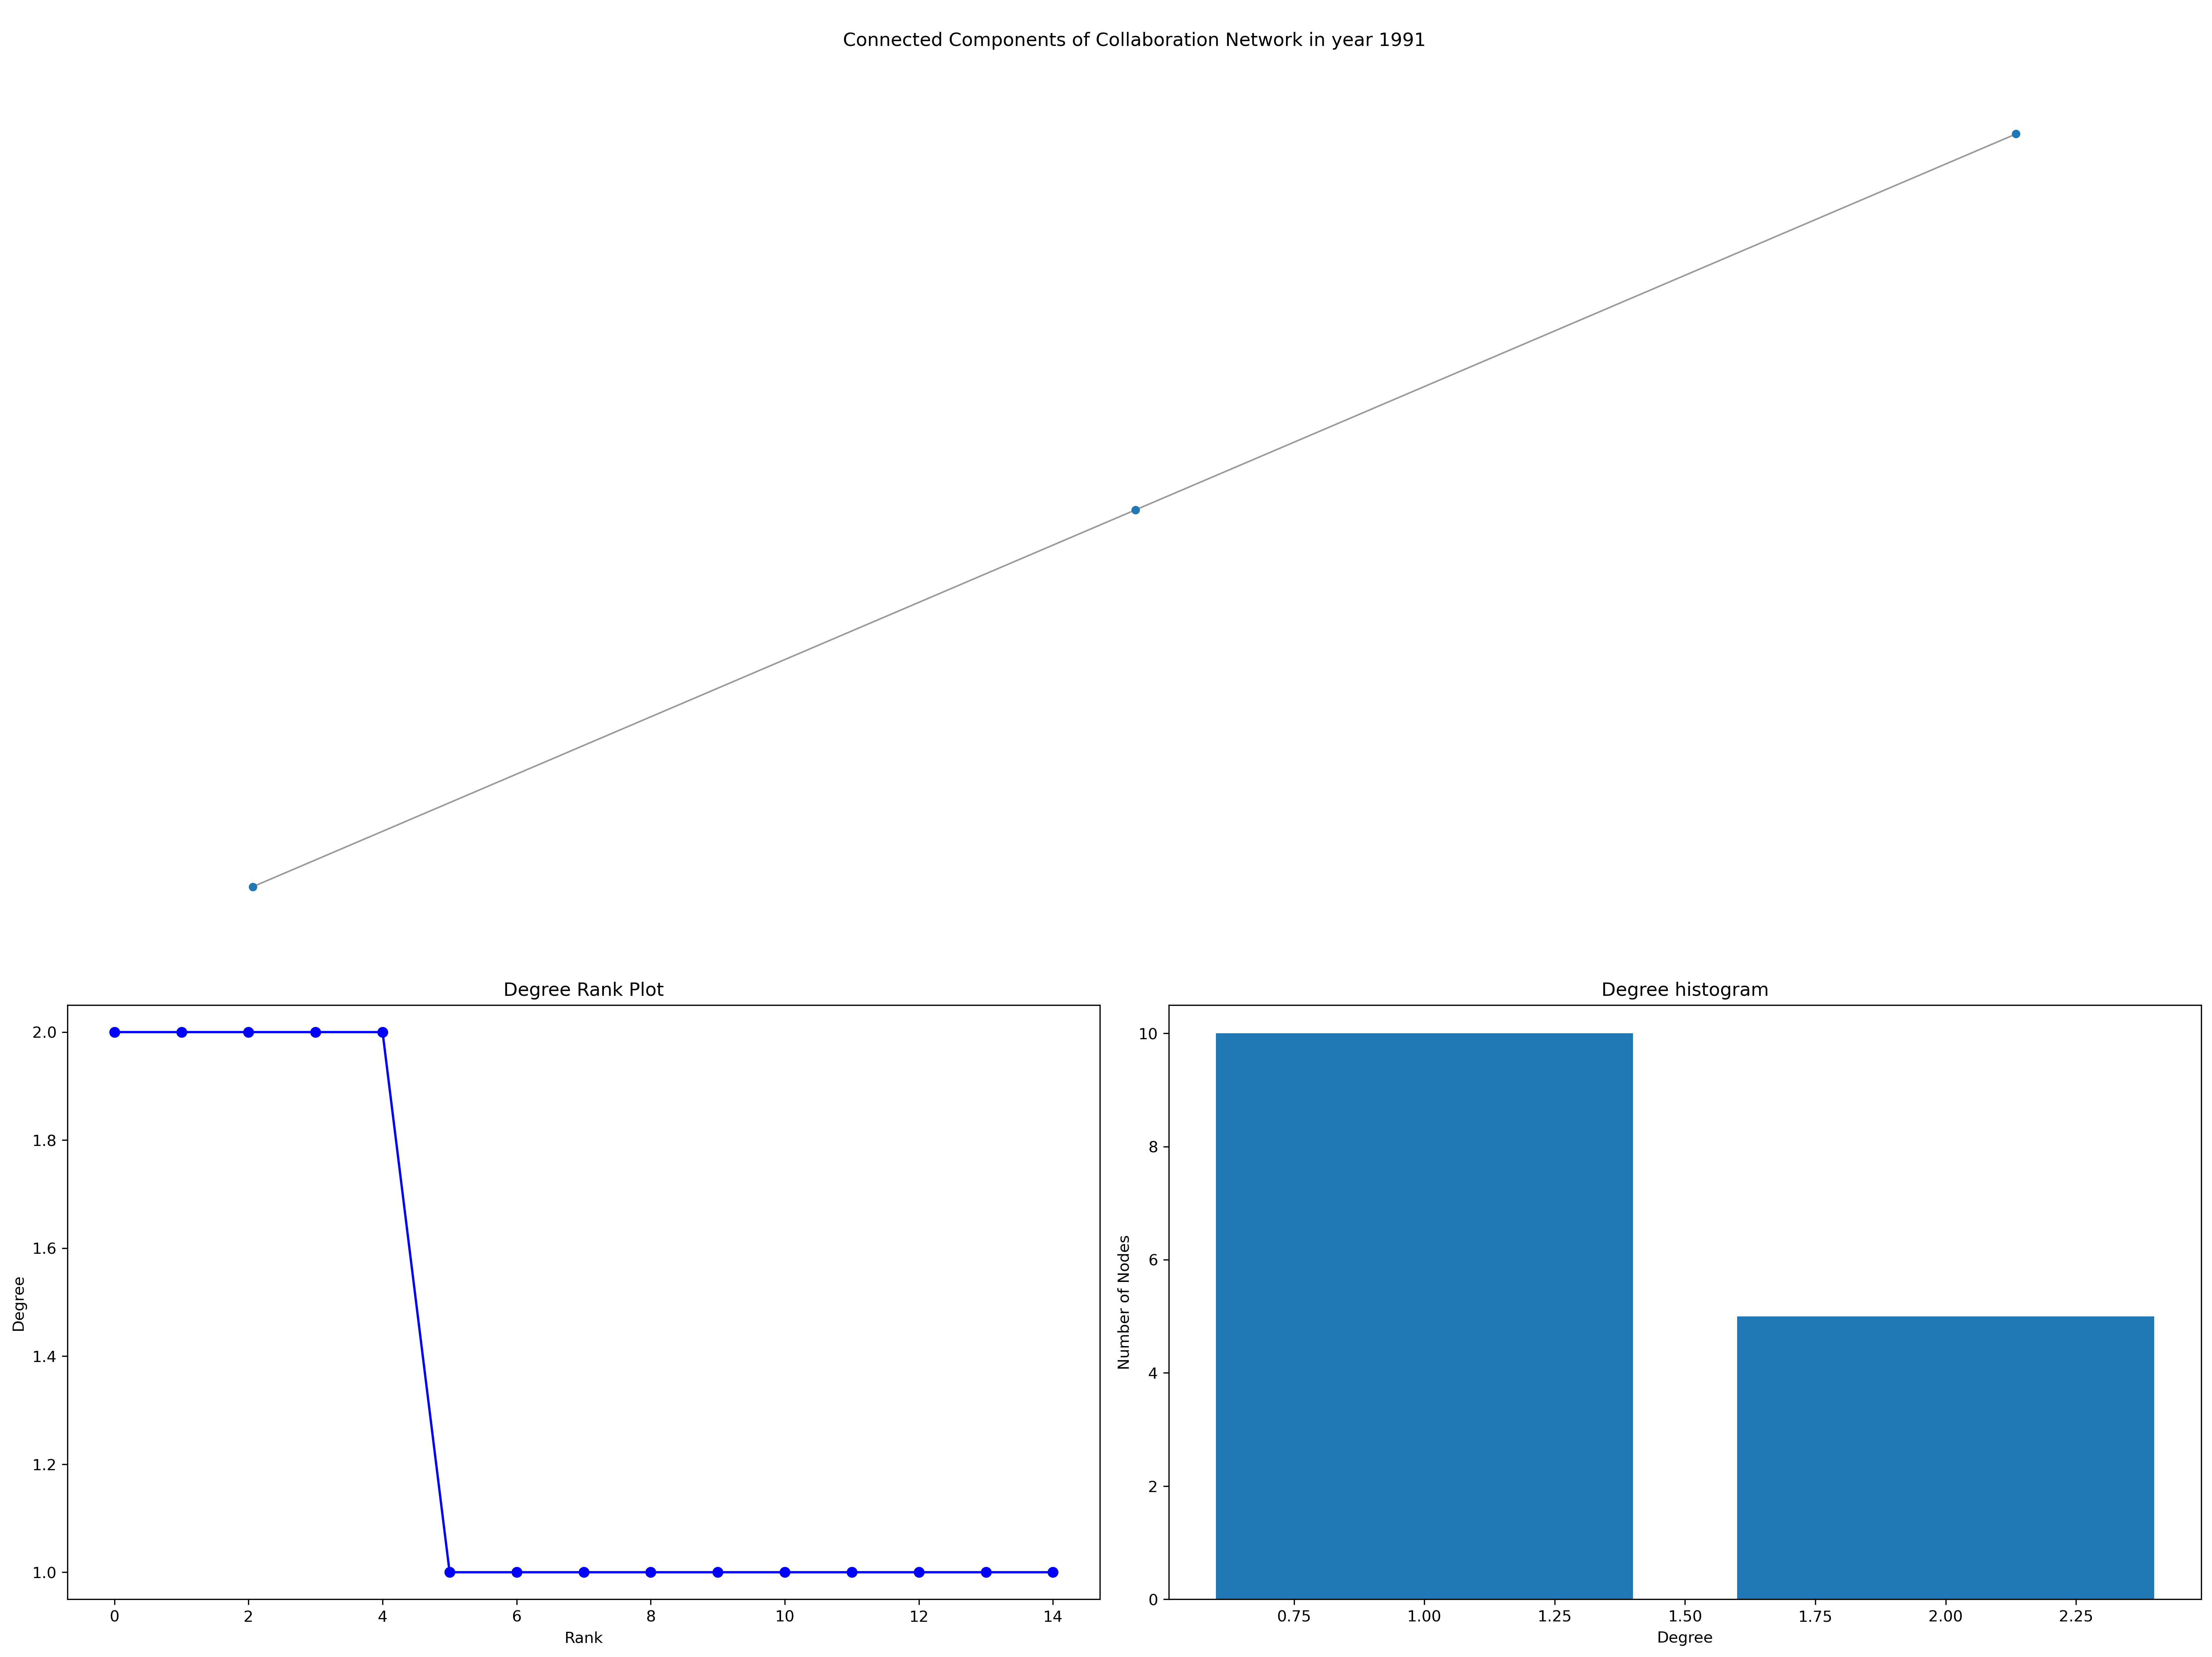 Connected Components of Collaboration Network in year 1991
Degree Rank Plot
2.0
1.8
1.6
1.4
1.2
1.0
Degree
0 2 4 6 8 10 12 14
Rank
Degree histogram
10
8
6
4
2
0
Number of Nodes
0.75 1.00 1.25 1.50 1.75 2.00 2.25
Degree